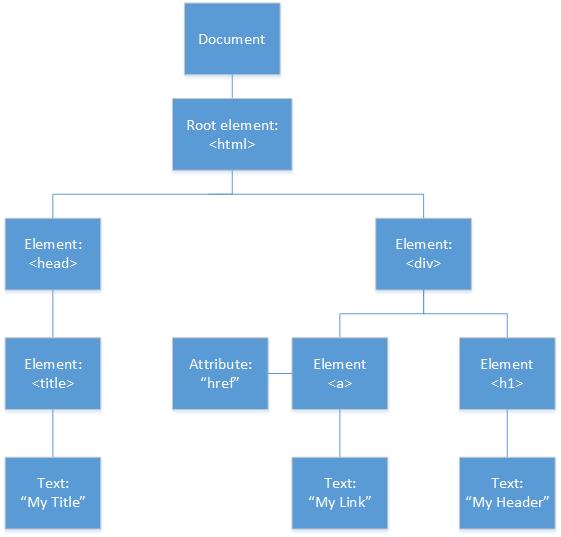 Document
Root element:
<html>
Element:
<head>
Element:
<div>
Element:
<title>
Attribute:
“href”
Element
<a>
Element
<h1>
Text:
“My Title”
Text:
“My Link”
Text:
“My Header”